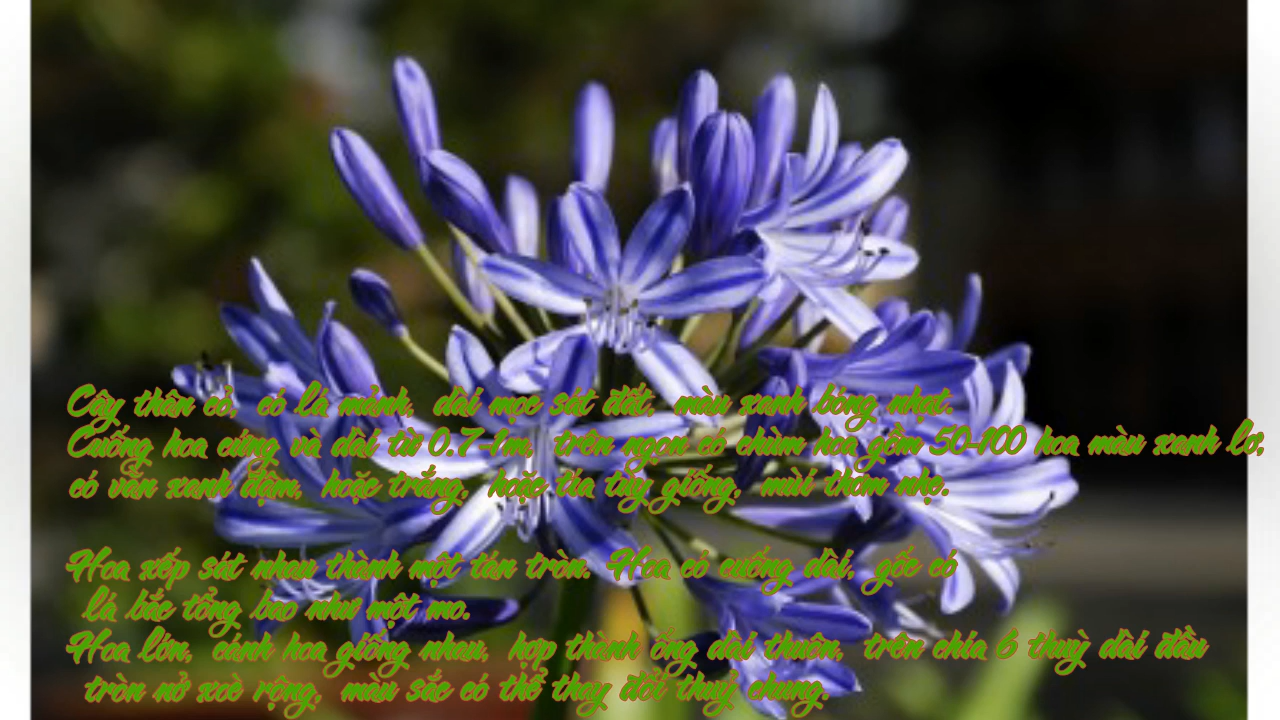 Cây thân cỏ, có lá mảnh, dài mọc sát đất, màu xanh bóng nhạt.
Cuống hoa cứng và dài từ 0.7-1m, trên ngọn có chùm hoa gồm 50-100 hoa màu xanh lơ,
có vằn xanh đậm, hoặc trắng, hoặc tía tùy giống, mùi thơm nhẹ.
Hoa xếp sát nhau thành một tán tròn. Hoa có cuống dài, gốc có
lá bắc tổng bao như một mo.
Hoa lớn, cánh hoa giống nhau, hợp thành ống dài thuôn, trên chía 6 thuỳ dài đầu
tròn nở xoè rộng, màu sắc có thể thay đổi thuỷ chung.